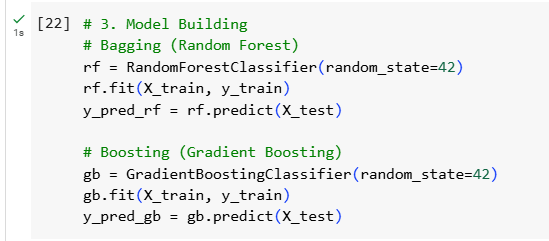 [22] # 3. Model Building
1s
# Bagging (Random Forest)
rf = RandomForestClassifier(random_state=42)
rf.fit(X_train, y_train)
y_pred_rf = rf.predict(X_test)
# Boosting (Gradient Boosting)
gb = GradientBoostingClassifier(random_state=42)
gb.fit(X_train, y_train)
y_pred_gb = gb.predict(X_test)